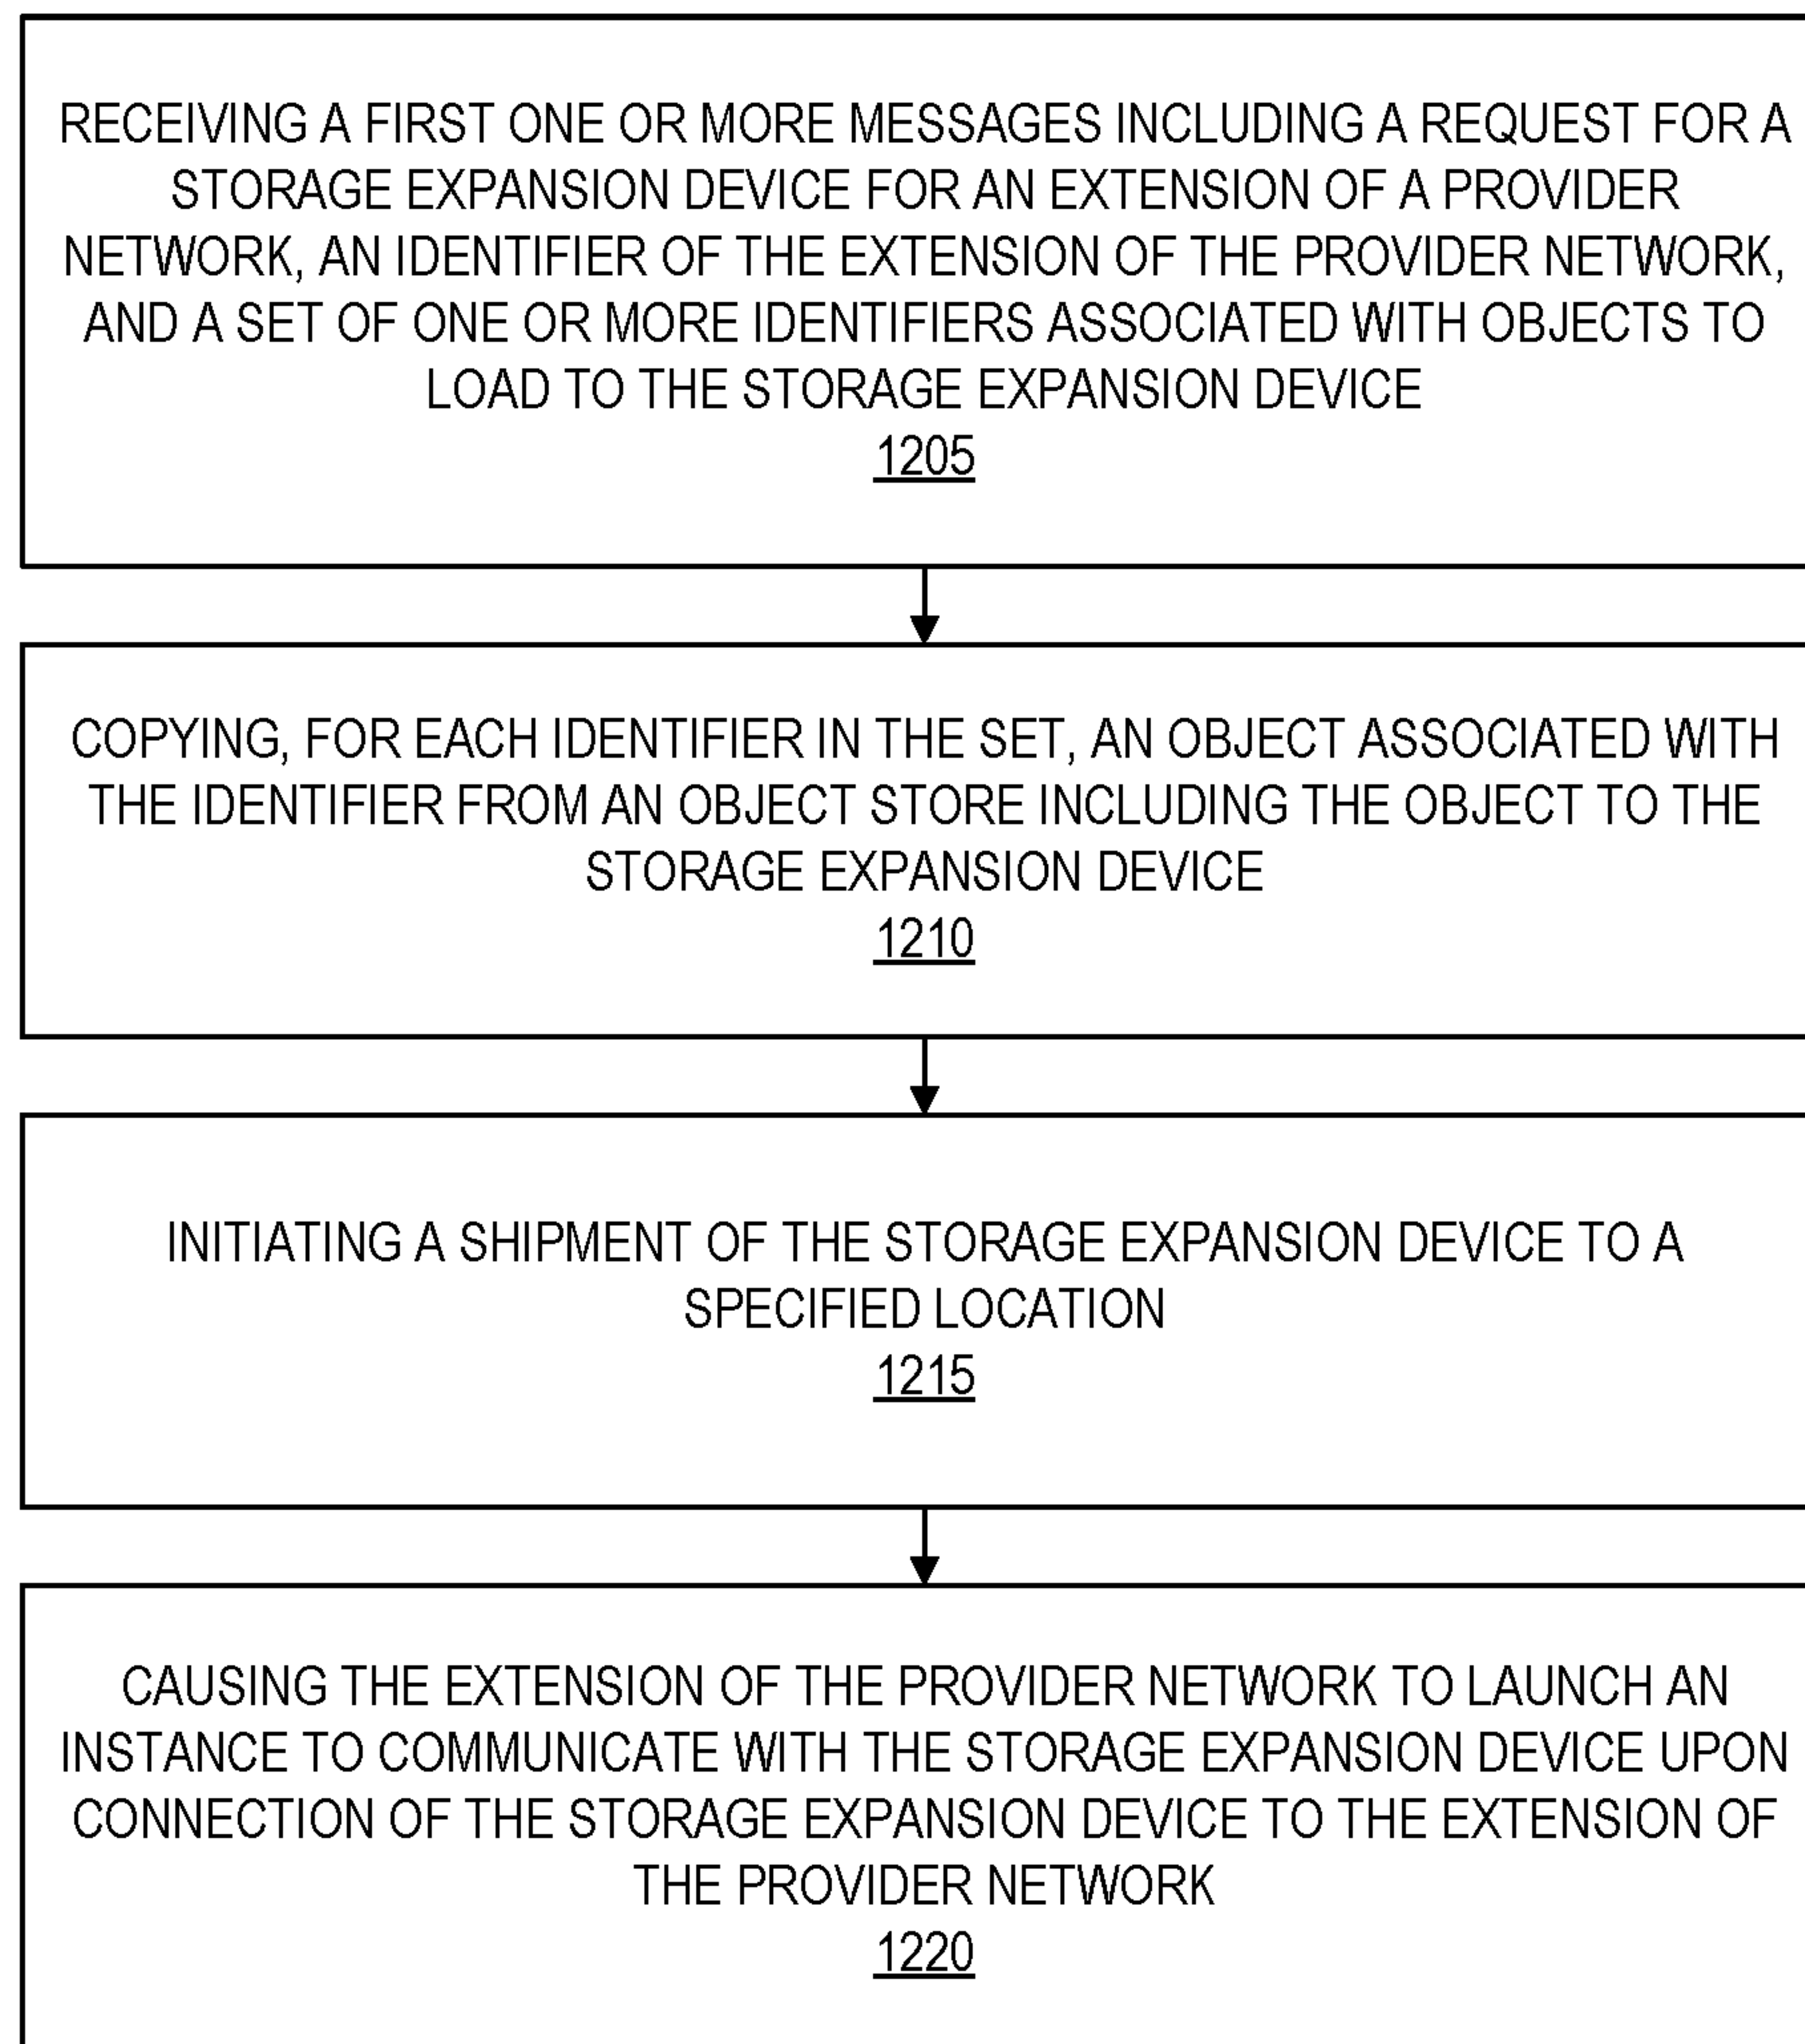 RECEIVING A FIRST ONE OR MORE MESSAGES INCLUDING A REQUEST FOR A
STORAGE EXPANSION DEVICE FOR AN EXTENSION OF A PROVIDER
NETWORK, AN IDENTIFIER OF THE EXTENSION OF THE PROVIDER NETWORK,
AND A SET OF ONE OR MORE IDENTIFIERS ASSOCIATED WITH OBJECTS TO
LOAD TO THE STORAGE EXPANSION DEVICE
1205
COPYING, FOR EACH IDENTIFIER IN THE SET, AN OBJECT ASSOCIATED WITH
THE IDENTIFIER FROM AN OBJECT STORE INCLUDING THE OBJECT TO THE
STORAGE EXPANSION DEVICE
1210
INITIATING A SHIPMENT OF THE STORAGE EXPANSION DEVICE TO A
SPECIFIED LOCATION
1215
CAUSING THE EXTENSION OF THE PROVIDER NETWORK TO LAUNCH AN
INSTANCE TO COMMUNICATE WITH THE STORAGE EXPANSION DEVICE UPON
CONNECTION OF THE STORAGE EXPANSION DEVICE TO THE EXTENSION OF
THE PROVIDER NETWORK
1220